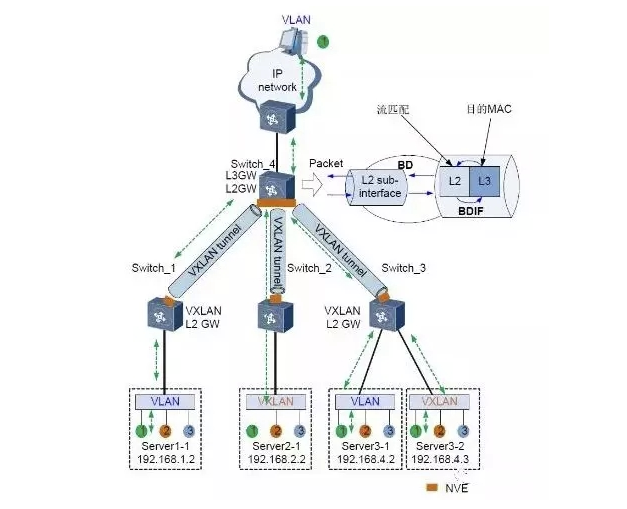 VLAN
1
IP
network
流匹配
目的MAC
Switch_4
L3GW
L2GW
Packet
BD
L2 sub-
interface
L2
L3
BDIF
VXLAN tunnel
VXLAN tunnel
VXLAN tunnel
Switch_1
Switch_2
Switch_3
VXLAN
L2 GW
VXLAN
L2 GW
VLAN
VXLAN
VLAN
VXLAN
1 2 3
1 2 3
1 2 3
1 2 3
Server1-1
192.168.1.2
Server2-1
192.168.2.2
Server3-1
192.168.4.2
Server3-2
192.168.4.3
NVE